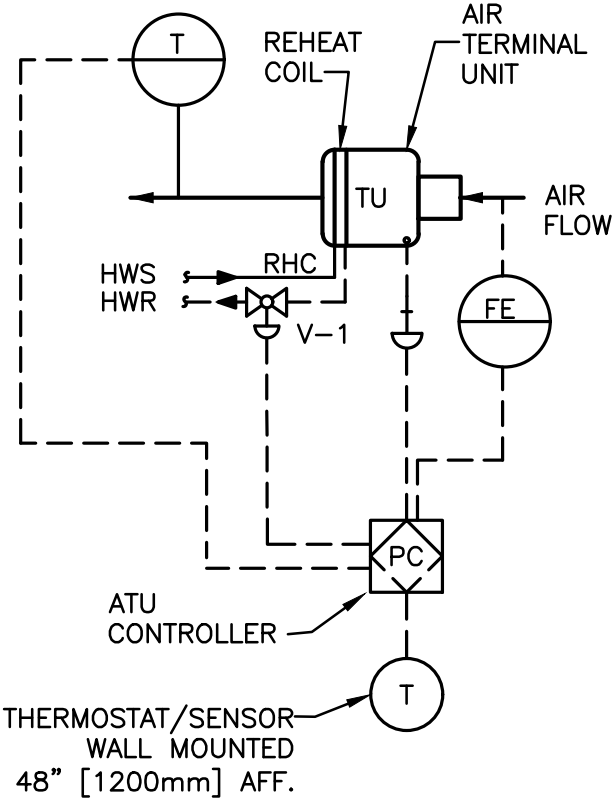 T
REHEAT
COIL
AIR
TERMINAL
UNIT
TU
AIR
FLOW
RHC
HWS
HWR
V-1
FE
PC
ATU
CONTROLLER
T
THERMOSTAT/SENSOR
WALL MOUNTED
48" [1200mm] AFF.